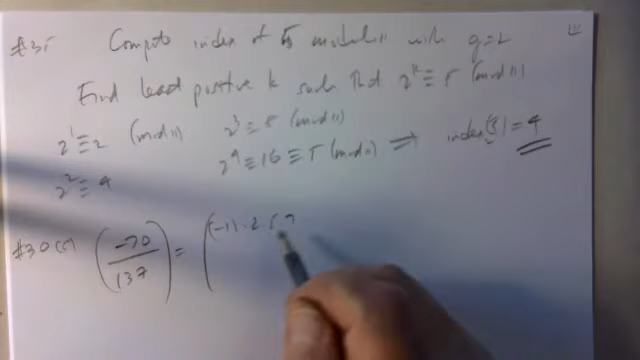 #35 Compute index of 5 modulo 11 with g=2
Find least positive k such that 2^k ≡ 5 (mod 11)
2^1 ≡ 2 (mod 11) 2^3 ≡ 8 (mod 11)
2^2 ≡ 4 2^4 ≡ 16 ≡ 5 (mod 11) ⟹ index(5) = 4
#30 (-70/137) = ((-1)·2·5·7